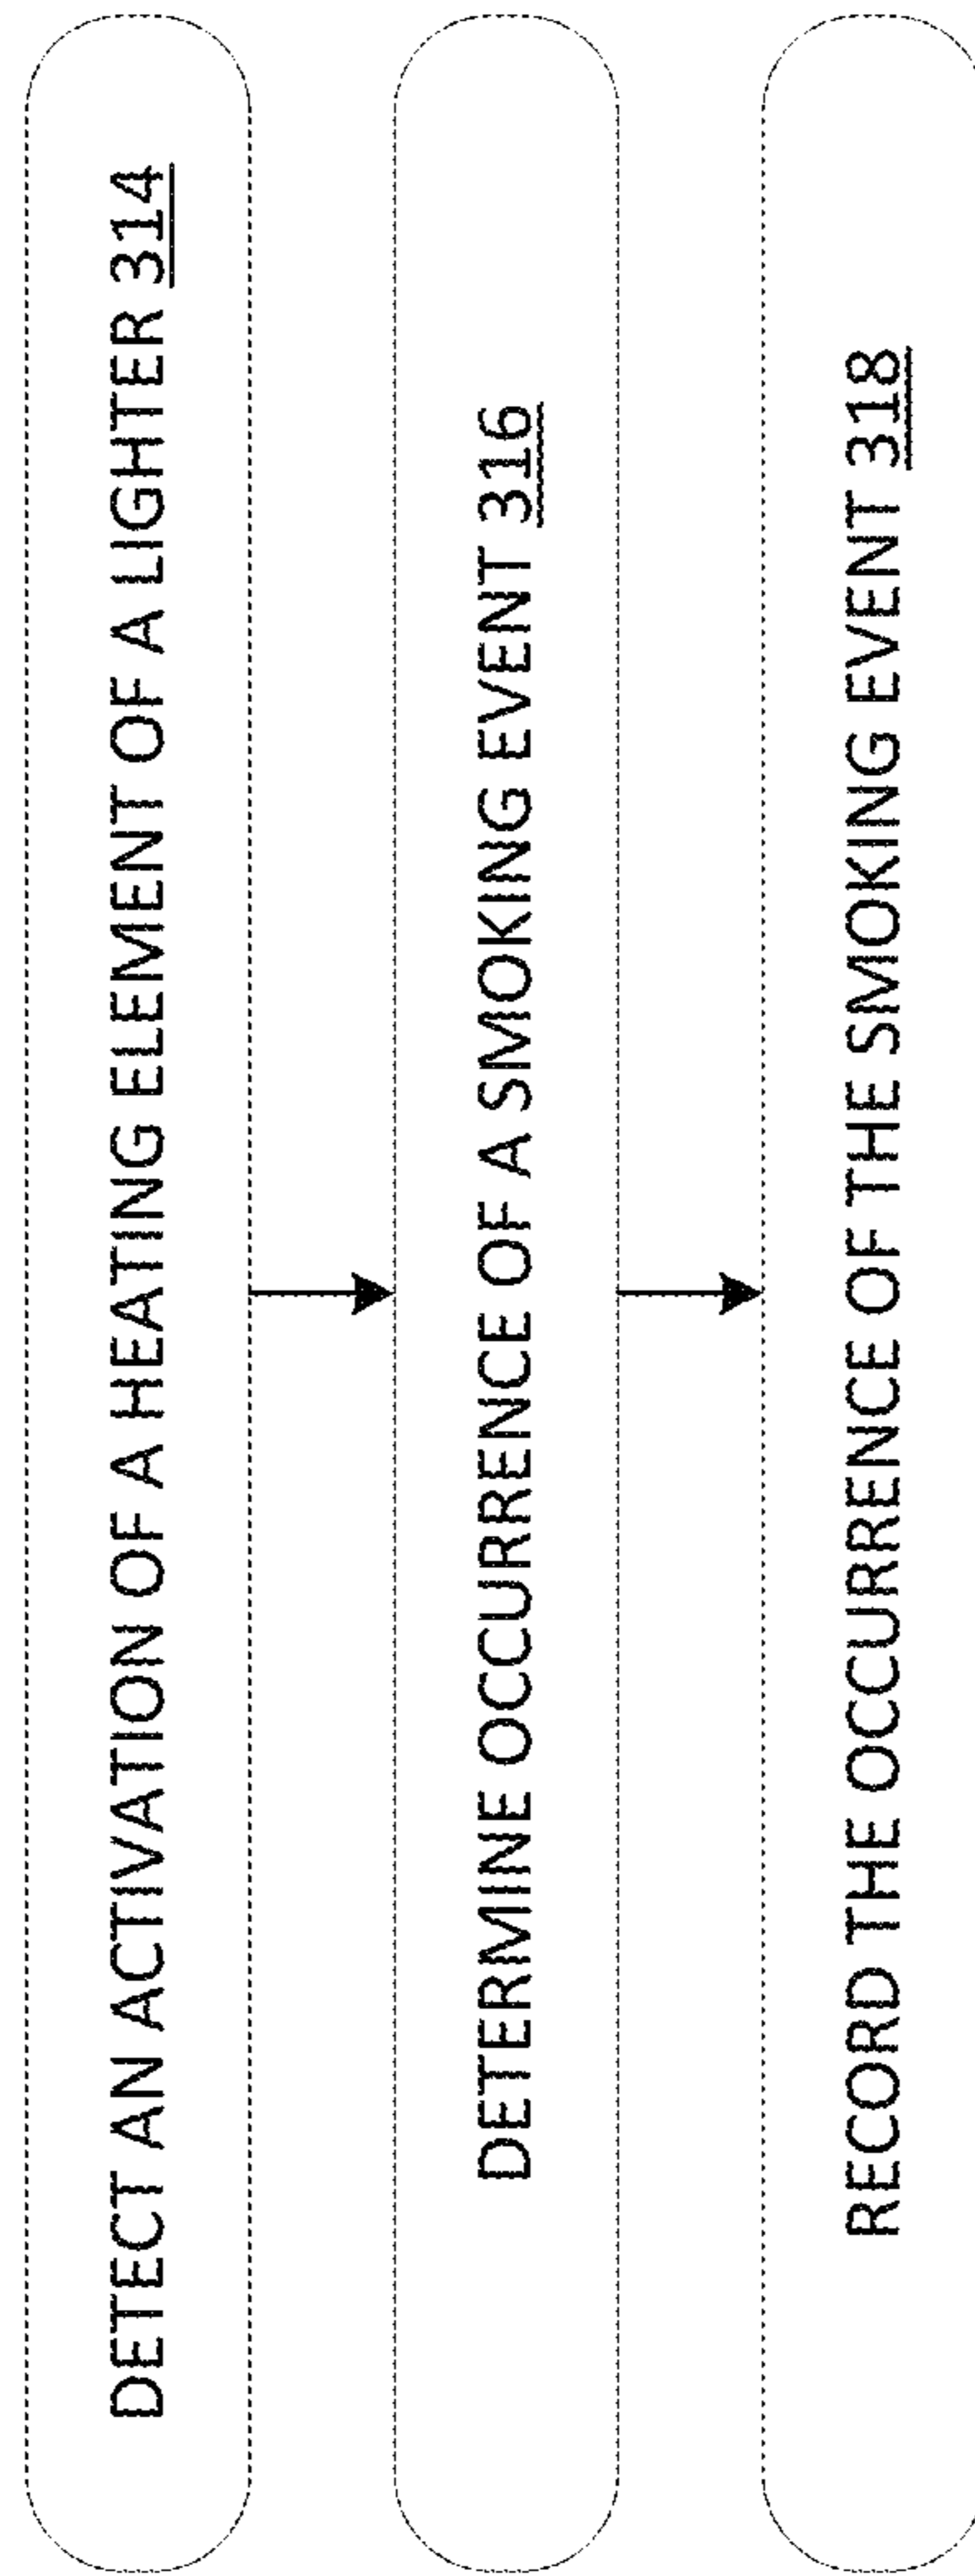 DETECT AN ACTIVATION OF A HEATING ELEMENT OF A LIGHTER 314
DETERMINE OCCURRENCE OF A SMOKING EVENT 316
RECORD THE OCCURRENCE OF THE SMOKING EVENT 318